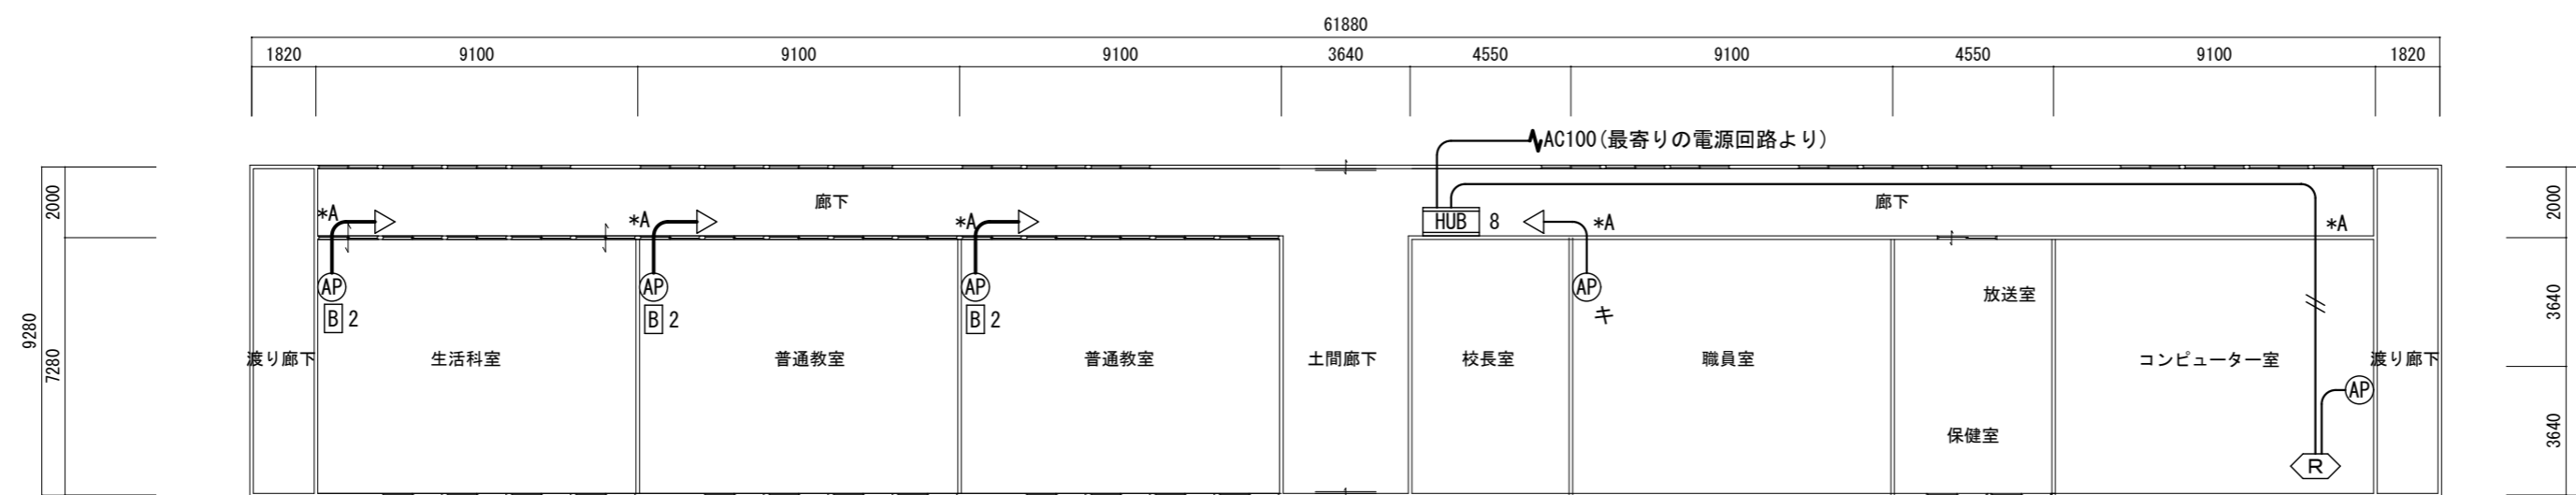 61880
1820 9100 9100 9100 3640 4550 9100 4550 9100 1820
AC100(最寄りの電源回路より)
2000 廊下 廊下 2000
*A *A *A HUB 8 *A *A
AP AP AP AP
B 2 B 2 B 2 キ
放送室
9280 7280 3640
渡り廊下 生活科室 普通教室 普通教室 土間廊下 校長室 職員室 コンピューター室 渡り廊下
AP
保健室 3640
R